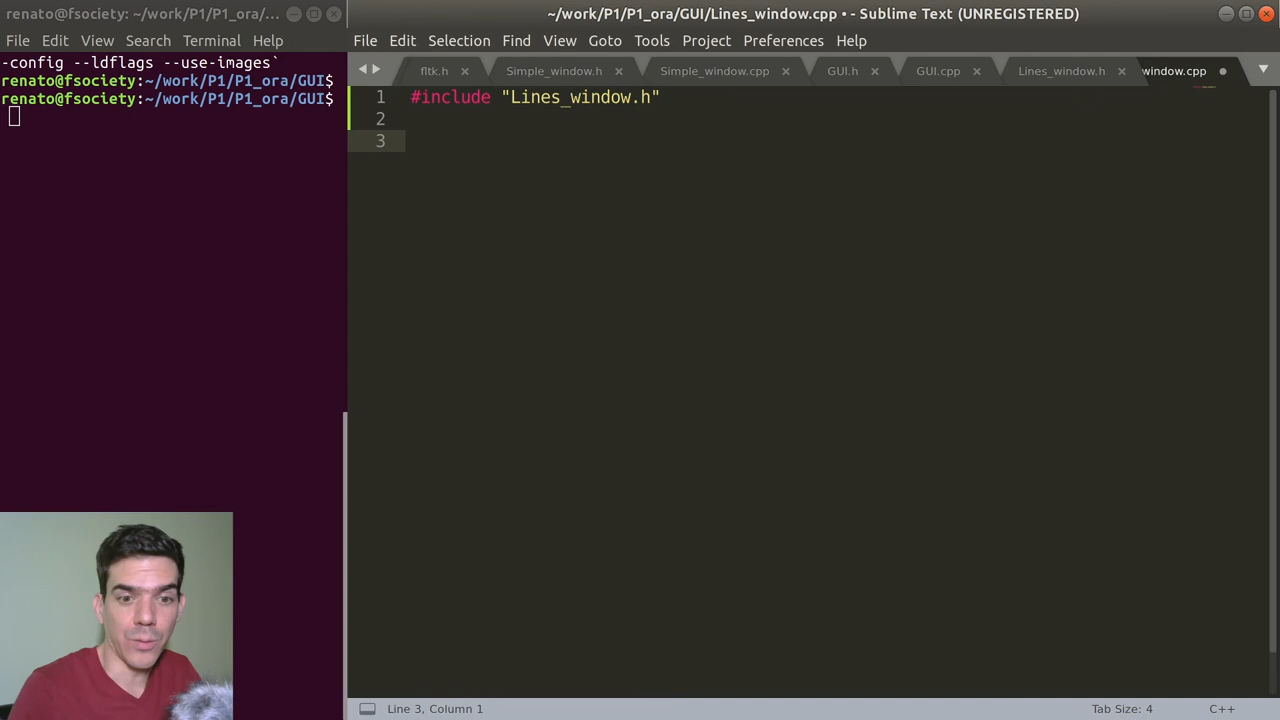 renato@fsociety: ~/work/P1/P1_ora/...
File Edit View Search Terminal Help
-config --ldflags --use-images`
renato@fsociety:~/work/P1/P1_ora/GUI$
renato@fsociety:~/work/P1/P1_ora/GUI$
~/work/P1/P1_ora/GUI/Lines_window.cpp • - Sublime Text (UNREGISTERED)
File Edit Selection Find View Goto Tools Project Preferences Help
fltk.h Simple_window.h Simple_window.cpp GUI.h GUI.cpp Lines_window.h window.cpp
1 #include "Lines_window.h"
2
3
Line 3, Column 1 Tab Size: 4 C++